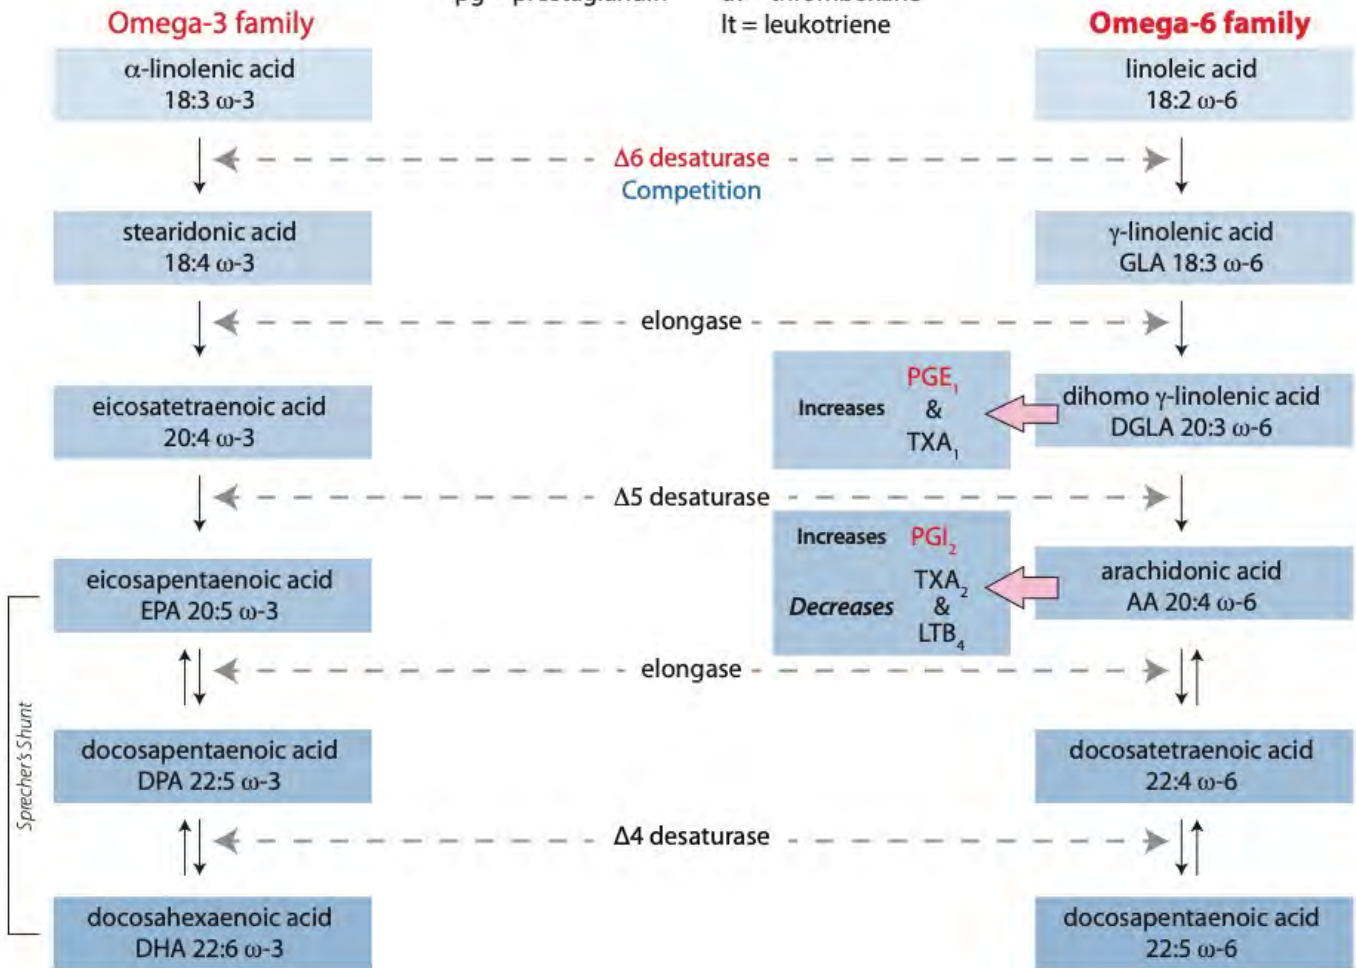 pg = prostaglandin
lt = leukotriene
Omega-3 family
Omega-6 family
α-linolenic acid
18:3 ω-3
linoleic acid
18:2 ω-6
Δ6 desaturase
Competition
stearidonic acid
18:4 ω-3
γ-linolenic acid
GLA 18:3 ω-6
elongase
eicosatetraenoic acid
20:4 ω-3
Increases
PGE₁
&
TXA₁
dihomo γ-linolenic acid
DGLA 20:3 ω-6
Δ5 desaturase
eicosapentaenoic acid
EPA 20:5 ω-3
Increases PGI₂
Decreases
TXA₂
&
LTB₄
arachidonic acid
AA 20:4 ω-6
elongase
Sprecher's Shunt
docosapentaenoic acid
DPA 22:5 ω-3
docosatetraenoic acid
22:4 ω-6
Δ4 desaturase
docosahexaenoic acid
DHA 22:6 ω-3
docosapentaenoic acid
22:5 ω-6